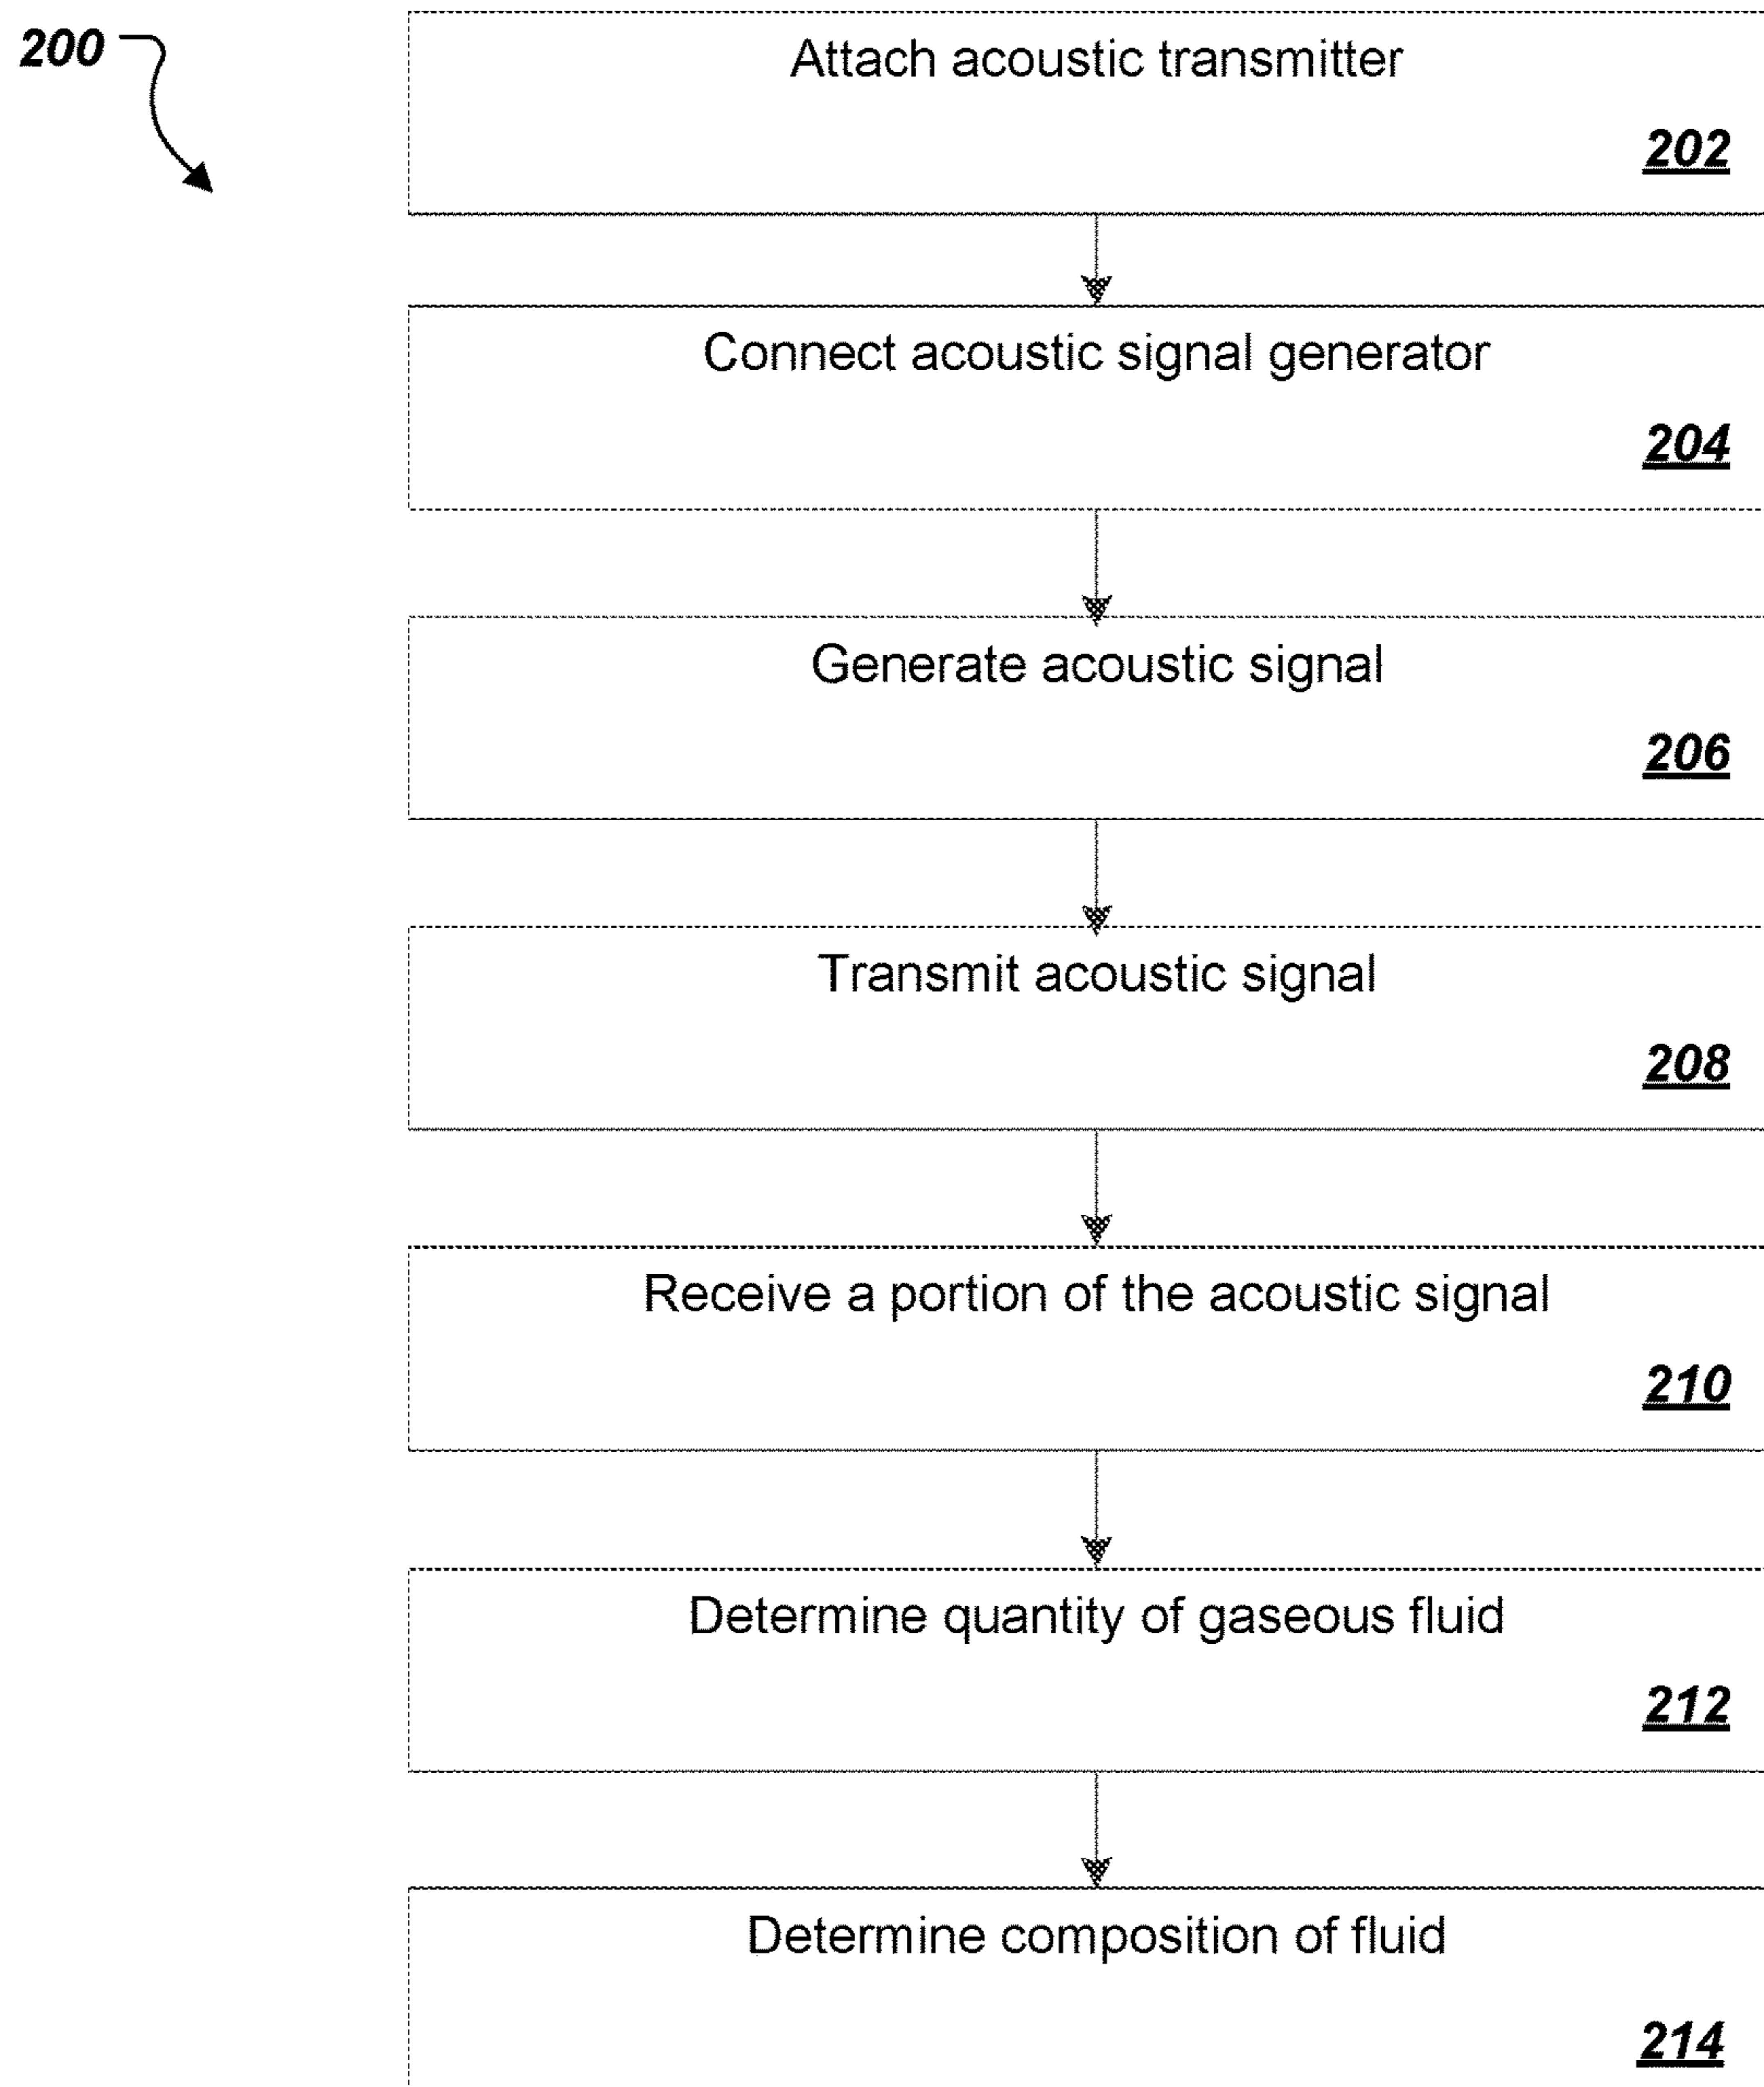 200
Attach acoustic transmitter
202
Connect acoustic signal generator
204
Generate acoustic signal
206
Transmit acoustic signal
208
Receive a portion of the acoustic signal
210
Determine quantity of gaseous fluid
212
Determine composition of fluid
214